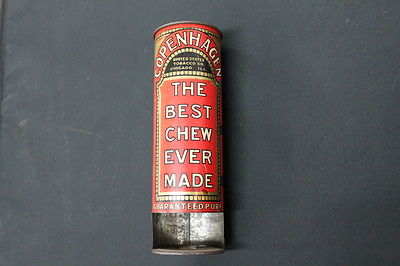 COPENHAGEN
UNITED STATES
TOBACCO CO.
CHICAGO, ILL.
THE
BEST
CHEW
EVER
MADE
GUARANTEED PURE